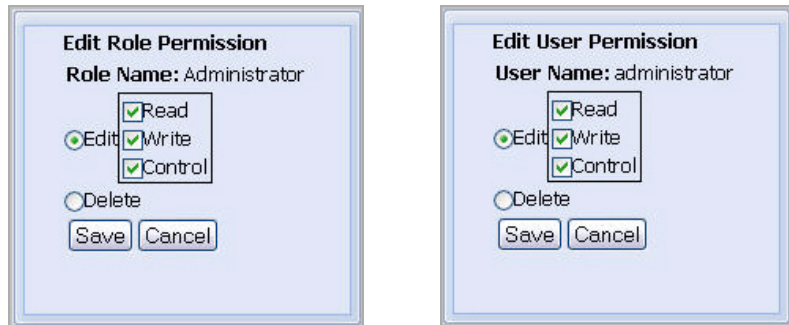 Edit Role Permission
Role Name: Administrator
Read
Edit Write
Control
Delete
Save Cancel
Edit User Permission
User Name: administrator
Read
Edit Write
Control
Delete
Save Cancel